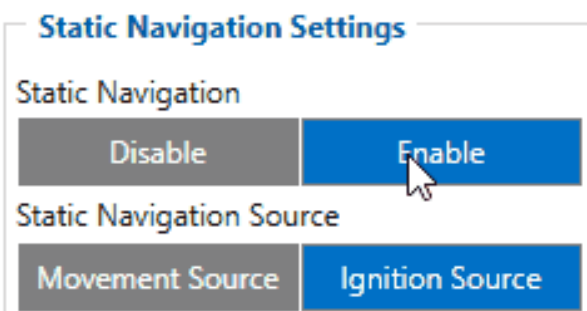 Static Navigation Settings
Static Navigation
Disable Enable
Static Navigation Source
Movement Source Ignition Source